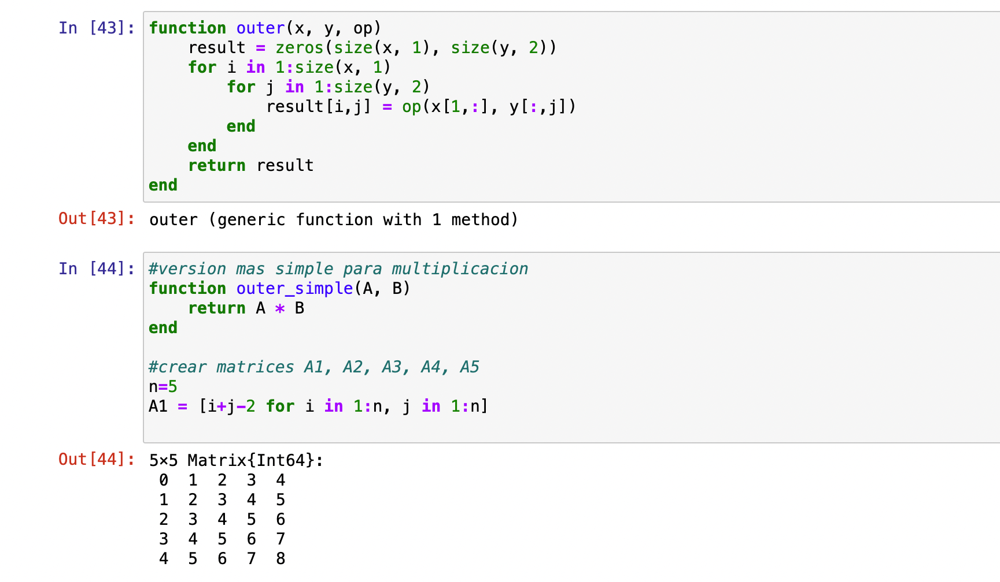 In [43]: function outer(x, y, op)
    result = zeros(size(x, 1), size(y, 2))
    for i in 1:size(x, 1)
        for j in 1:size(y, 2)
            result[i,j] = op(x[1,:], y[:,j])
        end
    end
    return result
end
Out[43]: outer (generic function with 1 method)
In [44]: #version mas simple para multiplicacion
function outer_simple(A, B)
    return A * B
end
#crear matrices A1, A2, A3, A4, A5
n=5
A1 = [i+j-2 for i in 1:n, j in 1:n]
Out[44]: 5×5 Matrix{Int64}:
 0  1  2  3  4
 1  2  3  4  5
 2  3  4  5  6
 3  4  5  6  7
 4  5  6  7  8